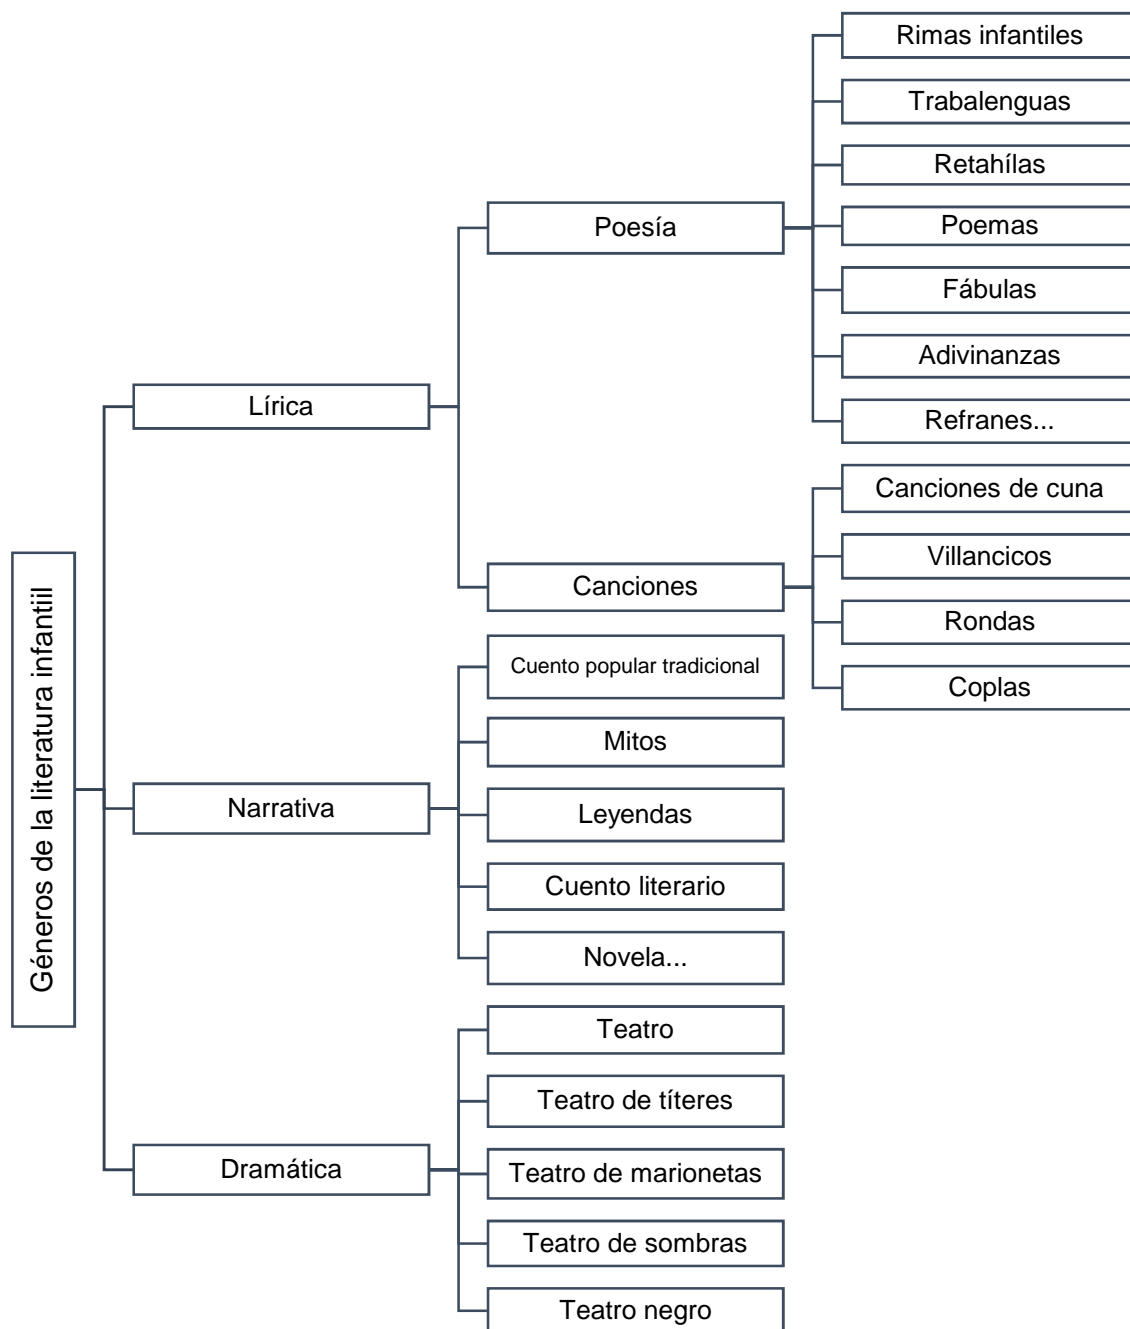 Géneros de la literatura infantiil
Lírica
Poesía
Rimas infantiles
Trabalenguas
Retahílas
Poemas
Fábulas
Adivinanzas
Refranes...
Canciones
Canciones de cuna
Villancicos
Rondas
Coplas
Narrativa
Cuento popular tradicional
Mitos
Leyendas
Cuento literario
Novela...
Dramática
Teatro
Teatro de títeres
Teatro de marionetas
Teatro de sombras
Teatro negro